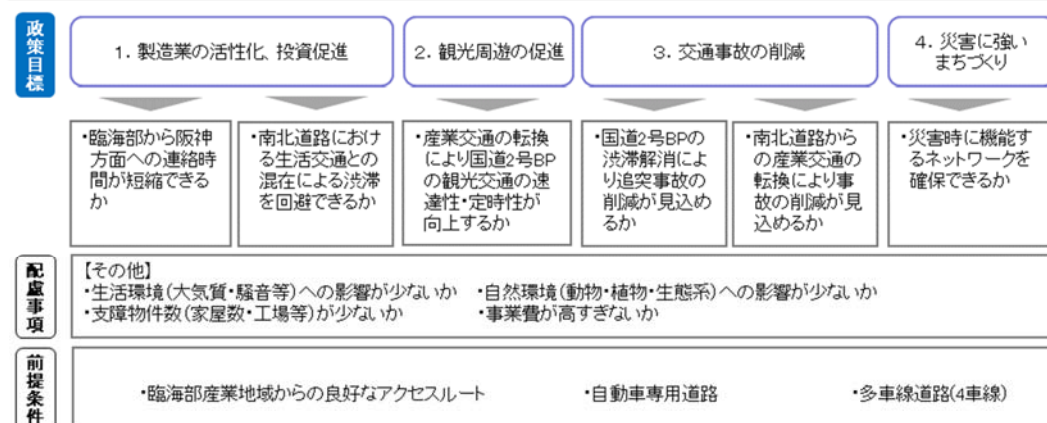 政策目標
1. 製造業の活性化、投資促進
2. 観光周遊の促進
3. 交通事故の削減
4. 災害に強い
まちづくり
・臨海部から阪神
方面への連絡時
間が短縮できる
か
・南北道路におけ
る生活交通との
混在による渋滞
を回避できるか
・産業交通の転換
により国道2号BP
の観光交通の速
達性・定時性が
向上するか
・国道2号BPの
渋滞解消によ
り追突事故の
削減が見込め
るか
・南北道路から
の産業交通の
転換により事
故の削減が見
込めるか
・災害時に機能す
るネットワークを
確保できるか
配慮事項
【その他】
・生活環境(大気質・騒音等)への影響が少ないか ・自然環境(動物・植物・生態系)への影響が少ないか
・支障物件数(家屋数・工場等)が少ないか ・事業費が高すぎないか
前提条件
・臨海部産業地域からの良好なアクセスルート ・自動車専用道路 ・多車線道路(4車線)